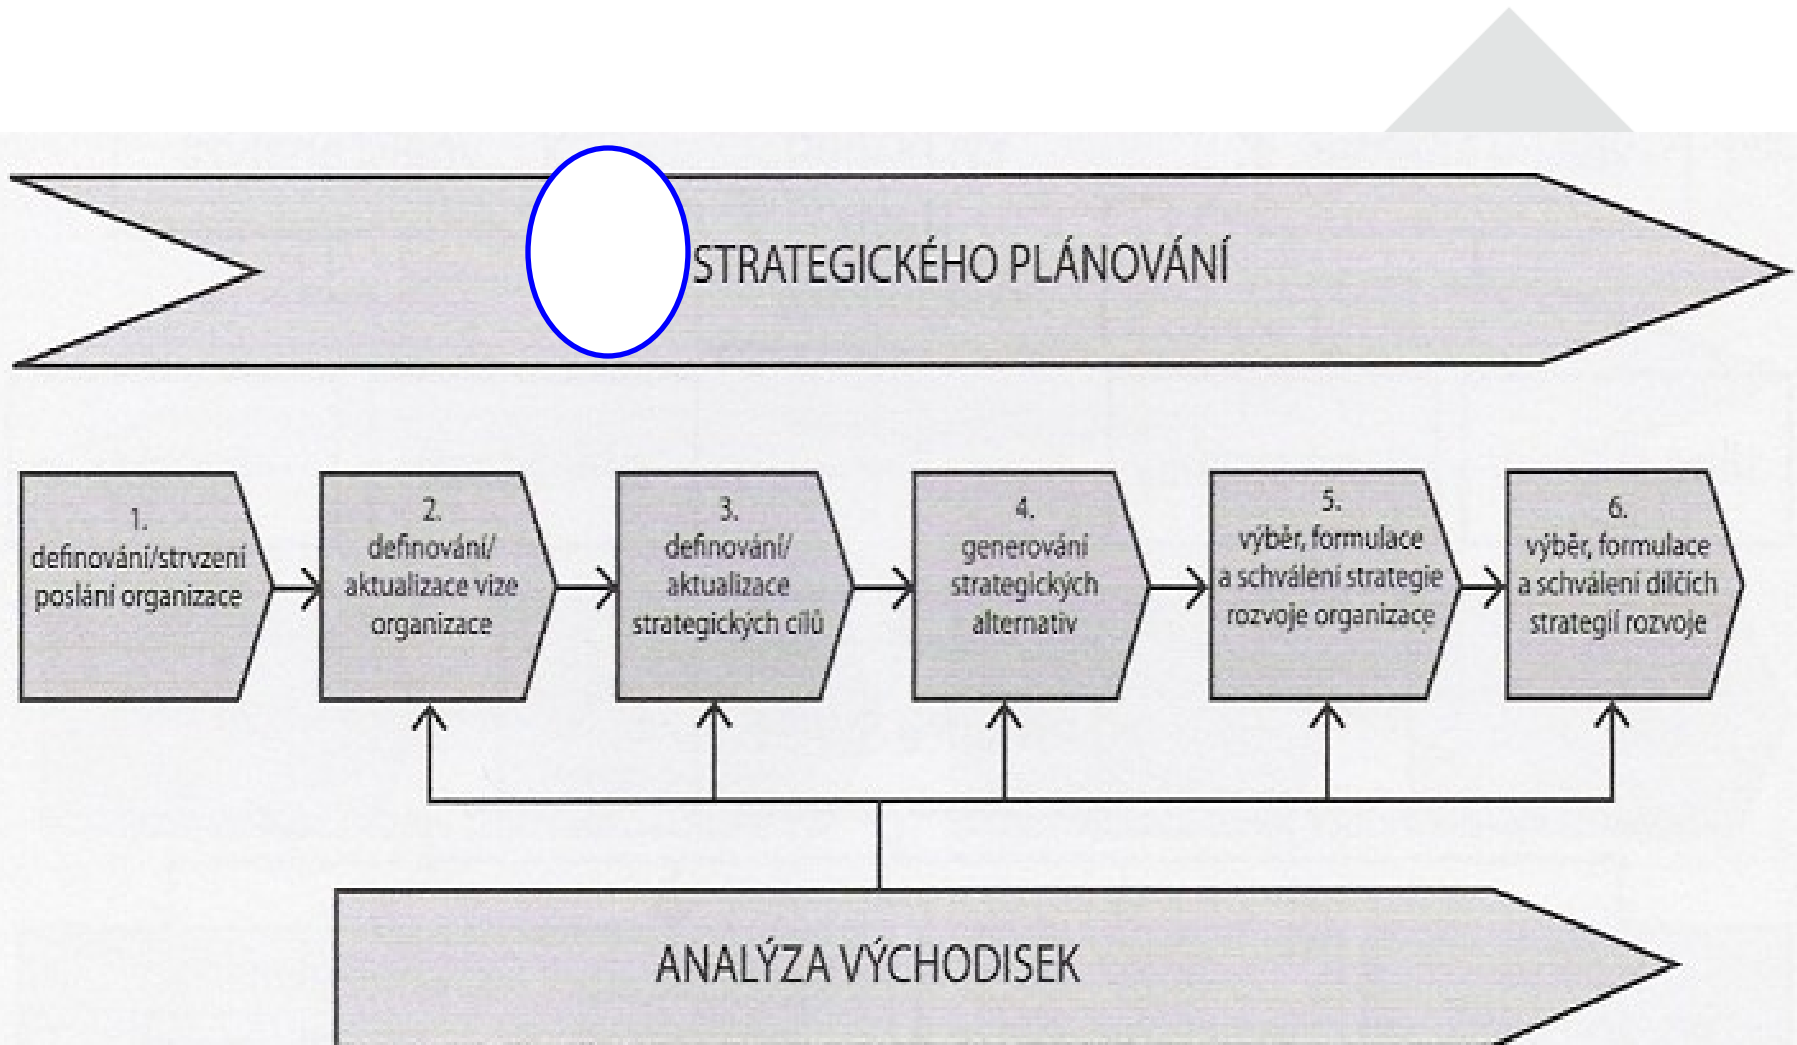 STRATEGICKÉHO PLÁNOVÁNÍ
1.
definování/strvzení
poslání organizace
2.
definování/
aktualizace vize
organizace
3.
definování/
aktualizace
strategických cílů
4.
generování
strategických
alternativ
5.
výběr, formulace
a schválení strategie
rozvoje organizace
6.
výběr, formulace
a schválení dílčích
strategií rozvoje
ANALÝZA VÝCHODISEK